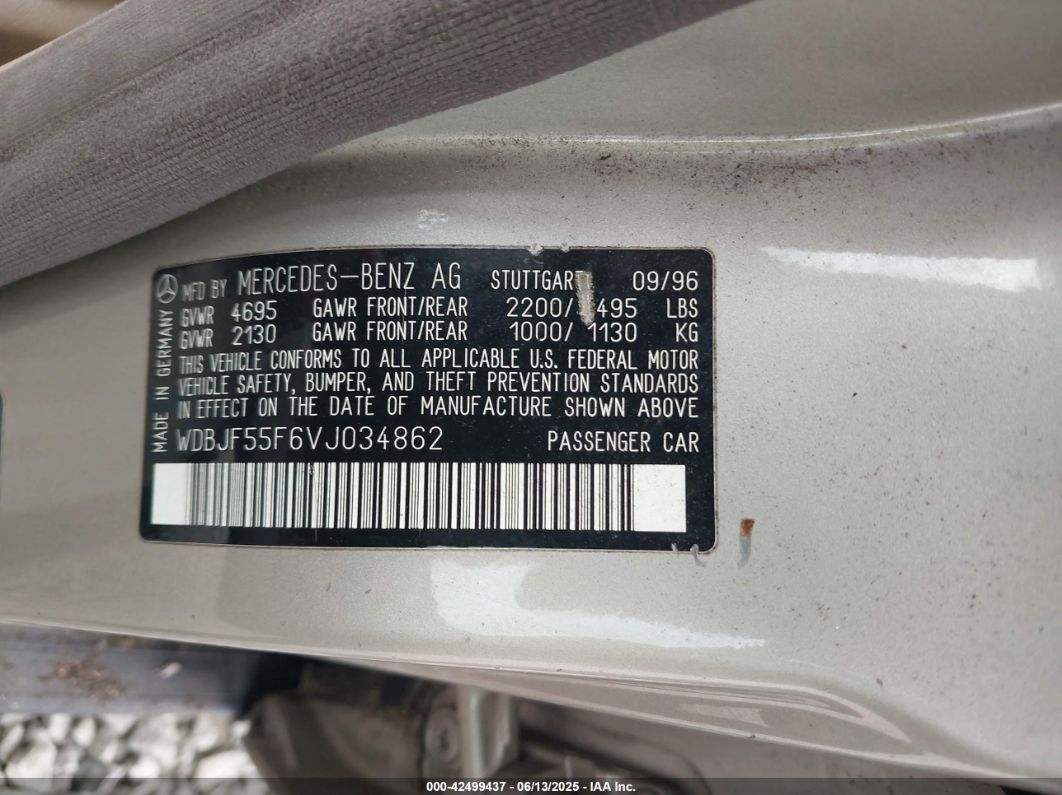 MFD BY MERCEDES-BENZ AG STUTTGART 09/96
GVWR 4695 GAWR FRONT/REAR 2200/ LBS
GVWR 2130 GAWR FRONT/REAR 1000/ 1130 KG
THIS VEHICLE CONFORMS TO ALL APPLICABLE U.S. FEDERAL MOTOR
VEHICLE SAFETY, BUMPER, AND THEFT PREVENTION STANDARDS
IN EFFECT ON THE DATE OF MANUFACTURE SHOWN ABOVE
WDBJF55F6VJ034862 PASSENGER CAR
MADE IN GERMANY
000-42499437 - 06/13/2025 - IAA Inc.